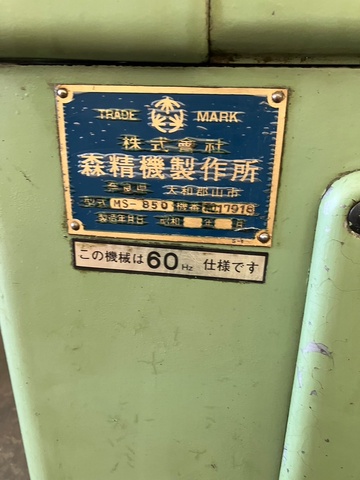 TRADE MARK
株式會社
森精機製作所
奈良県 大和郡山市
型式 MS-850 機番 7918
製造年月日 昭和 年 月
この機械は60Hz 仕様です